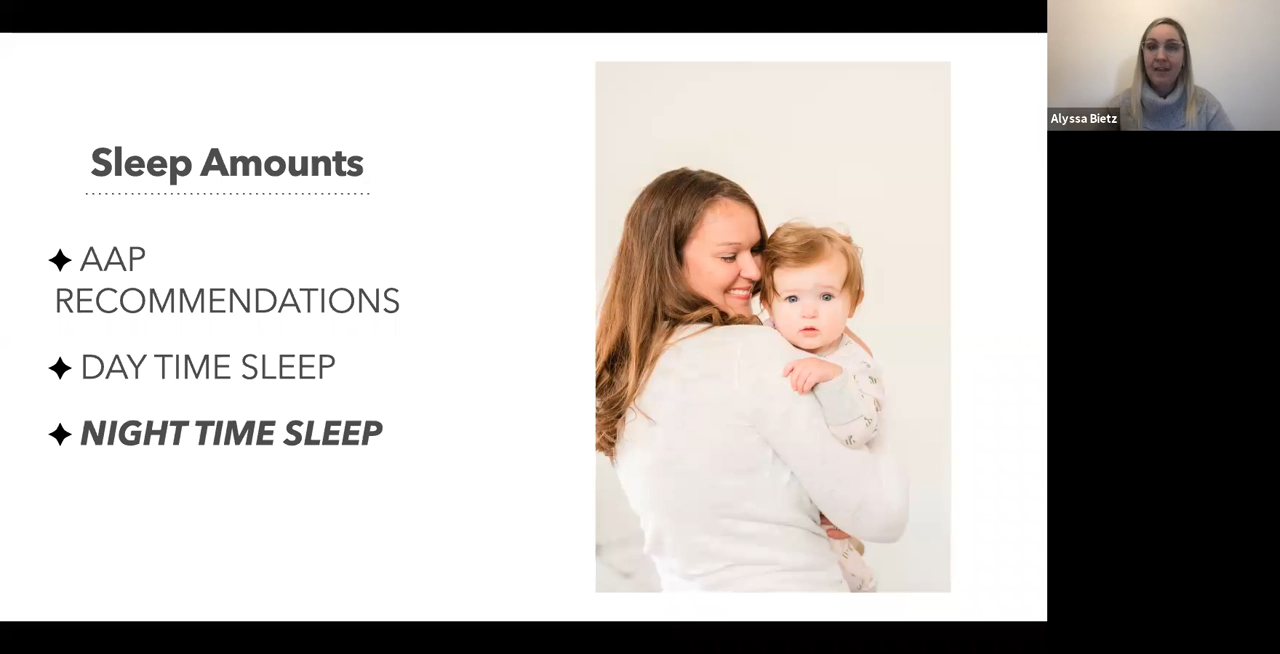 Sleep Amounts
AAP
RECOMMENDATIONS
DAY TIME SLEEP
NIGHT TIME SLEEP
Alyssa Bietz